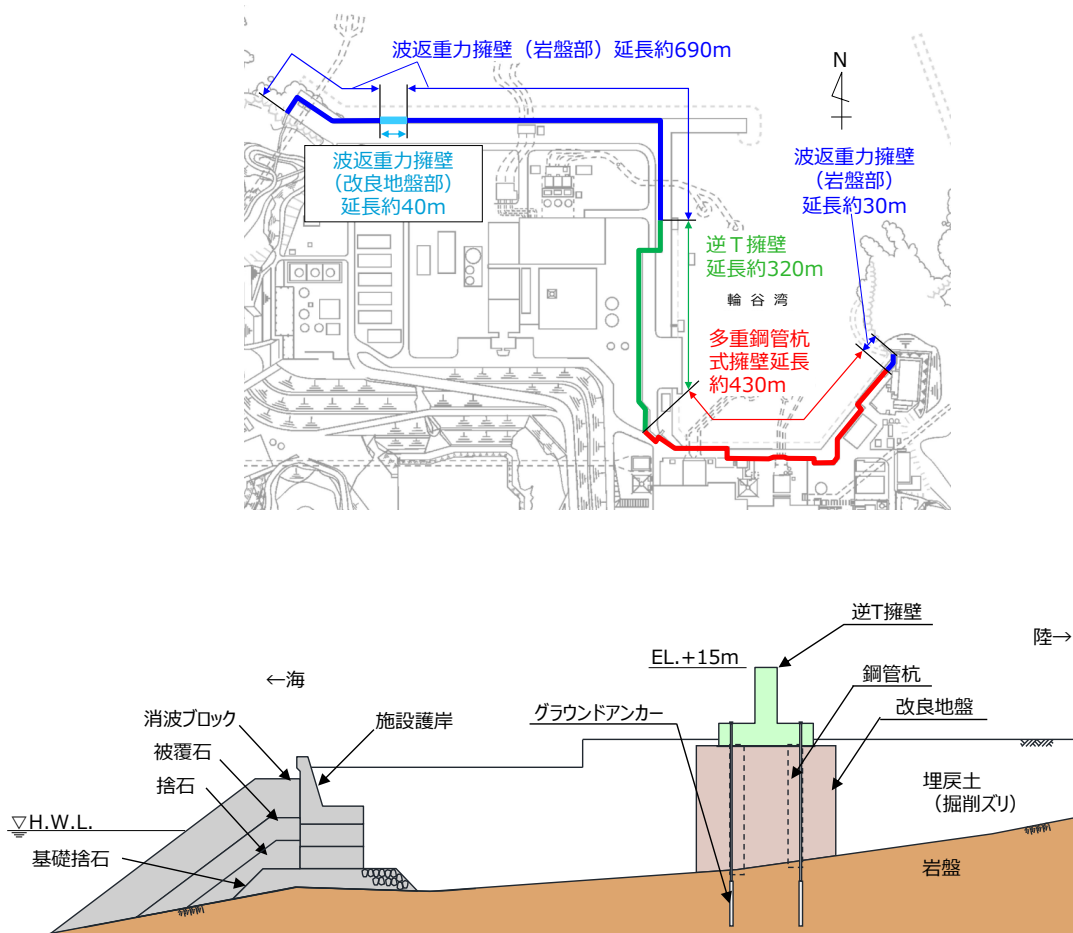 波返重力擁壁（岩盤部）延長約690m
N
波返重力擁壁
（改良地盤部）
延長約40m
波返重力擁壁
（岩盤部）
延長約30m
逆Ｔ擁壁
延長約320m
輪 谷 湾
多重鋼管杭
式擁壁延長
約430m
逆T擁壁
陸→
EL.+15m
←海
鋼管杭
グラウンドアンカー
改良地盤
消波ブロック
施設護岸
被覆石
捨石
埋戻土
（掘削ズリ）
▽H.W.L.
基礎捨石
岩盤